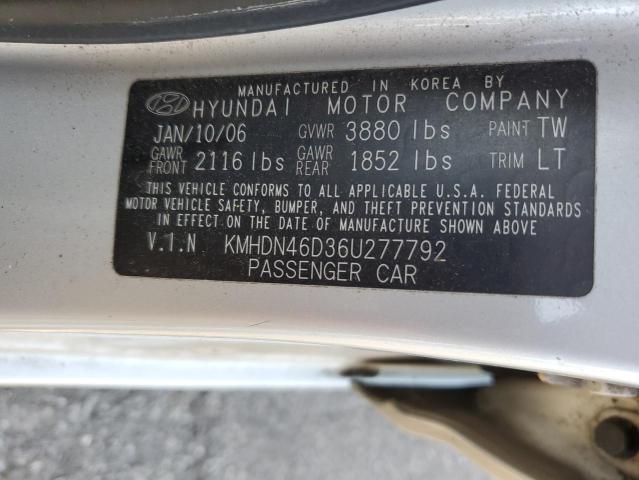 MANUFACTURED IN KOREA BY
HYUNDAI MOTOR COMPANY
JAN/10/06 GVWR 3880 lbs PAINT TW
GAWR FRONT 2116 lbs GAWR REAR 1852 lbs TRIM LT
THIS VEHICLE CONFORMS TO ALL APPLICABLE U.S.A. FEDERAL
MOTOR VEHICLE SAFETY, BUMPER, AND THEFT PREVENTION
STANDARDS IN EFFECT ON THE DATE OF MANUFACTURE SHOWN ABOVE.
V.I.N KMHDN46D36U277792
PASSENGER CAR